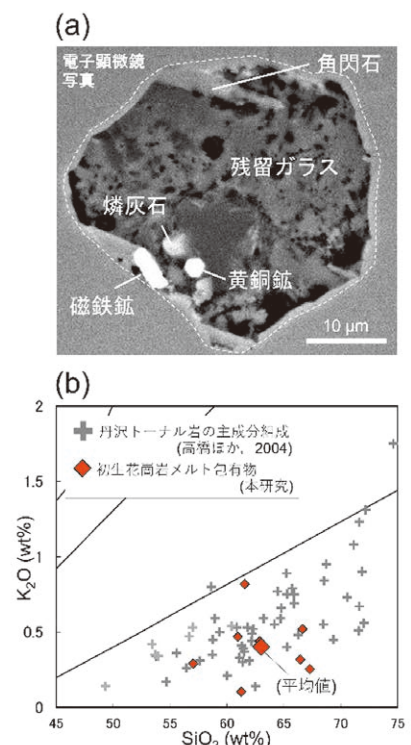 (a)
電子顕微鏡
写真
角閃石
残留ガラス
燐灰石
黄銅鉱
磁鉄鉱
10 μm
(b)
2
1.5
1
0.5
0
K2O (wt%)
丹沢トーナル岩の主成分組成
(高橋ほか, 2004)
初生花崗岩メルト包有物
(本研究)
(平均値)
45 50 55 60 65 70 75
SiO2 (wt%)